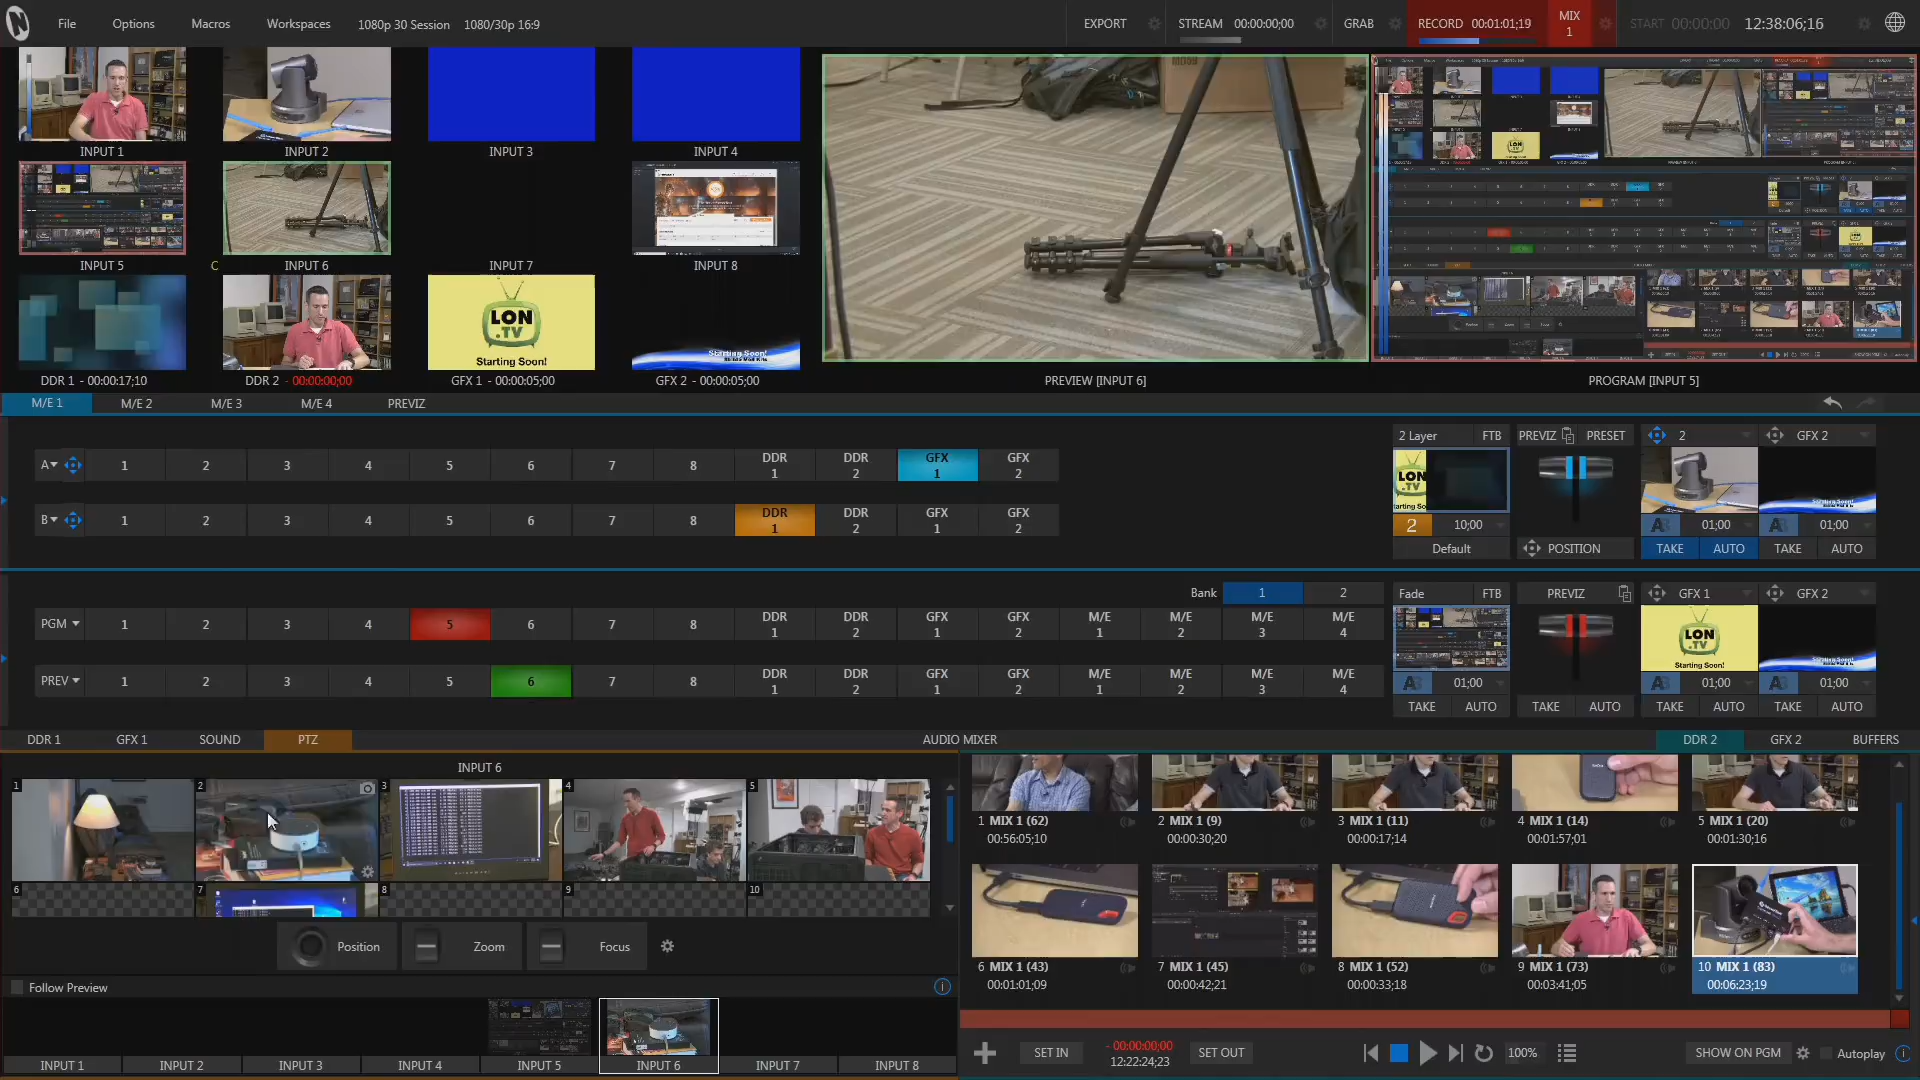 File Options Macros Workspaces 1080p 30 Session 1080/30p 16:9 EXPORT STREAM 00:00:00;00 GRAB RECORD 00:01:01;19 MIX 1 START 00:00:00 12:38:06;16
INPUT 1 INPUT 2 INPUT 3 INPUT 4
INPUT 5 C INPUT 6 INPUT 7 INPUT 8
LON
.TV
Starting Soon!
Starting Soon!
DDR 1 - 00:00:17;10 DDR 2 - 00:00:00;00 GFX 1 - 00:00:05;00 GFX 2 - 00:00:05;00 PREVIEW [INPUT 6] PROGRAM [INPUT 5]
M/E 1 M/E 2 M/E 3 M/E 4 PREVIZ
2 Layer FTB PREVIZ PRESET 2 GFX 2
A 1 2 3 4 5 6 7 8 DDR 1 DDR 2 GFX 1 GFX 2
B 1 2 3 4 5 6 7 8 DDR 1 DDR 2 GFX 1 GFX 2
2 10;00 01;00 01;00
Default POSITION TAKE AUTO TAKE AUTO
Bank 1 2 Fade FTB PREVIZ GFX 1 GFX 2
PGM 1 2 3 4 5 6 7 8 DDR 1 DDR 2 GFX 1 GFX 2 M/E 1 M/E 2 M/E 3 M/E 4
LON
.TV
Starting Soon!
PREV 1 2 3 4 5 6 7 8 DDR 1 DDR 2 GFX 1 GFX 2 M/E 1 M/E 2 M/E 3 M/E 4
01;00 01;00 01;00
TAKE AUTO TAKE AUTO TAKE AUTO TAKE AUTO
DDR 1 GFX 1 SOUND PTZ AUDIO MIXER DDR 2 GFX 2 BUFFERS
INPUT 6
1 2 3 4 5
6 7 8 9 10
Position Zoom Focus
Follow Preview
INPUT 1 INPUT 2 INPUT 3 INPUT 4 INPUT 5 INPUT 6 INPUT 7 INPUT 8
1 MIX 1 (62) 2 MIX 1 (9) 3 MIX 1 (11) 4 MIX 1 (14) 5 MIX 1 (20)
00:56:05;10 00:00:30;20 00:00:17;14 00:01:57;01 00:01:30;16
6 MIX 1 (43) 7 MIX 1 (45) 8 MIX 1 (52) 9 MIX 1 (73) 10 MIX 1 (83)
00:01:01;09 00:00:42;21 00:00:33;18 00:03:41;05 00:06:23;19
SET IN - 00:00:00;00 SET OUT 100% SHOW ON PGM Autoplay
12:22:24;23